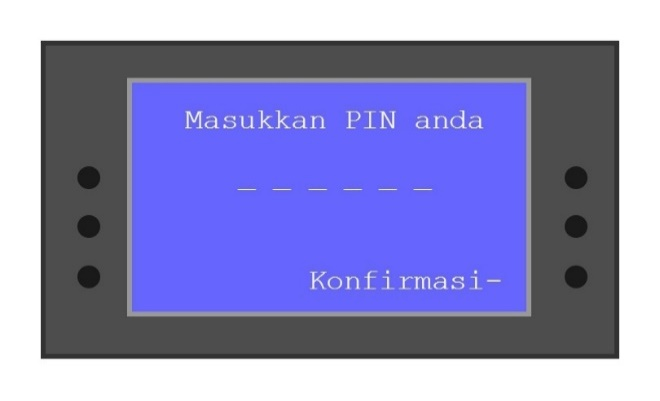 Masukkan PIN anda
_ _ _ _ _ _
Konfirmasi-